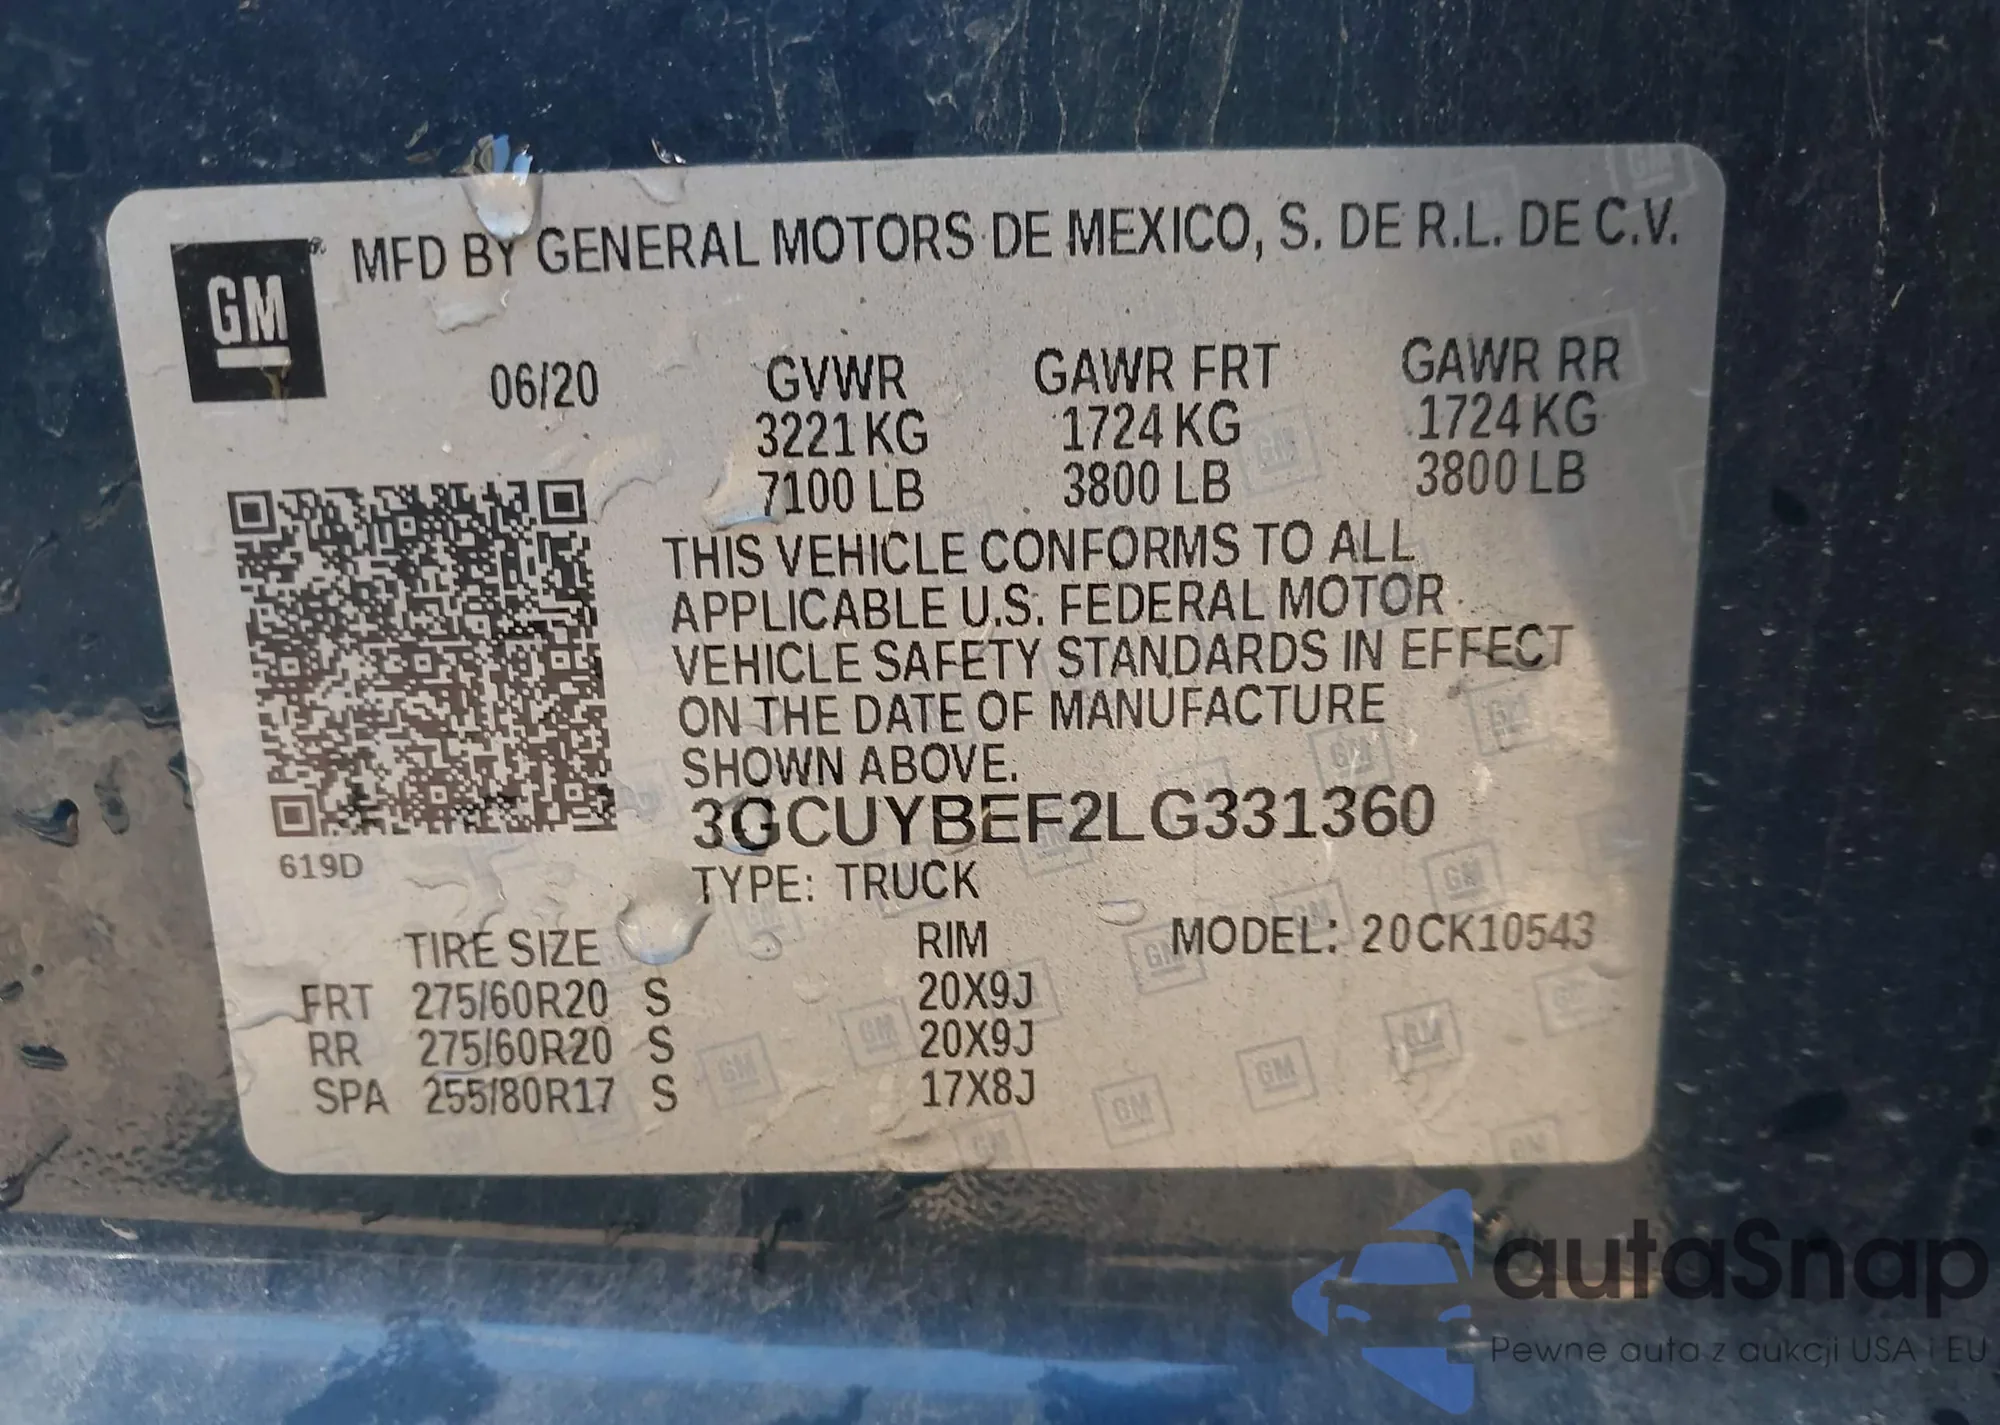 GM® MFD BY GENERAL MOTORS DE MEXICO, S. DE R.L. DE C.V.
06/20 GVWR GAWR FRT GAWR RR
3221 KG 1724 KG 1724 KG
7100 LB 3800 LB 3800 LB
THIS VEHICLE CONFORMS TO ALL
APPLICABLE U.S. FEDERAL MOTOR
VEHICLE SAFETY STANDARDS IN EFFECT
ON THE DATE OF MANUFACTURE
SHOWN ABOVE.
3GCUYBEF2LG331360
619D
TYPE: TRUCK
TIRE SIZE RIM MODEL: 20CK10543
FRT 275/60R20 S 20X9J
RR 275/60R20 S 20X9J
SPA 255/80R17 S 17X8J
autaSnap
Pewne auta z aukcji USA i EU